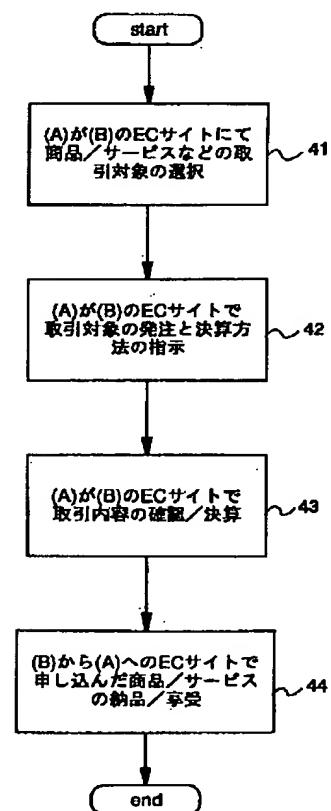 start
(A)が(B)のECサイトにて
商品／サービスなどの取
引対象の選択
41
(A)が(B)のECサイトで
取引対象の発注と決算方
法の指示
42
(A)が(B)のECサイトで
取引内容の確認／決算
43
(B)から(A)へのECサイトで
申し込んだ商品／サービス
の納品／享受
44
end